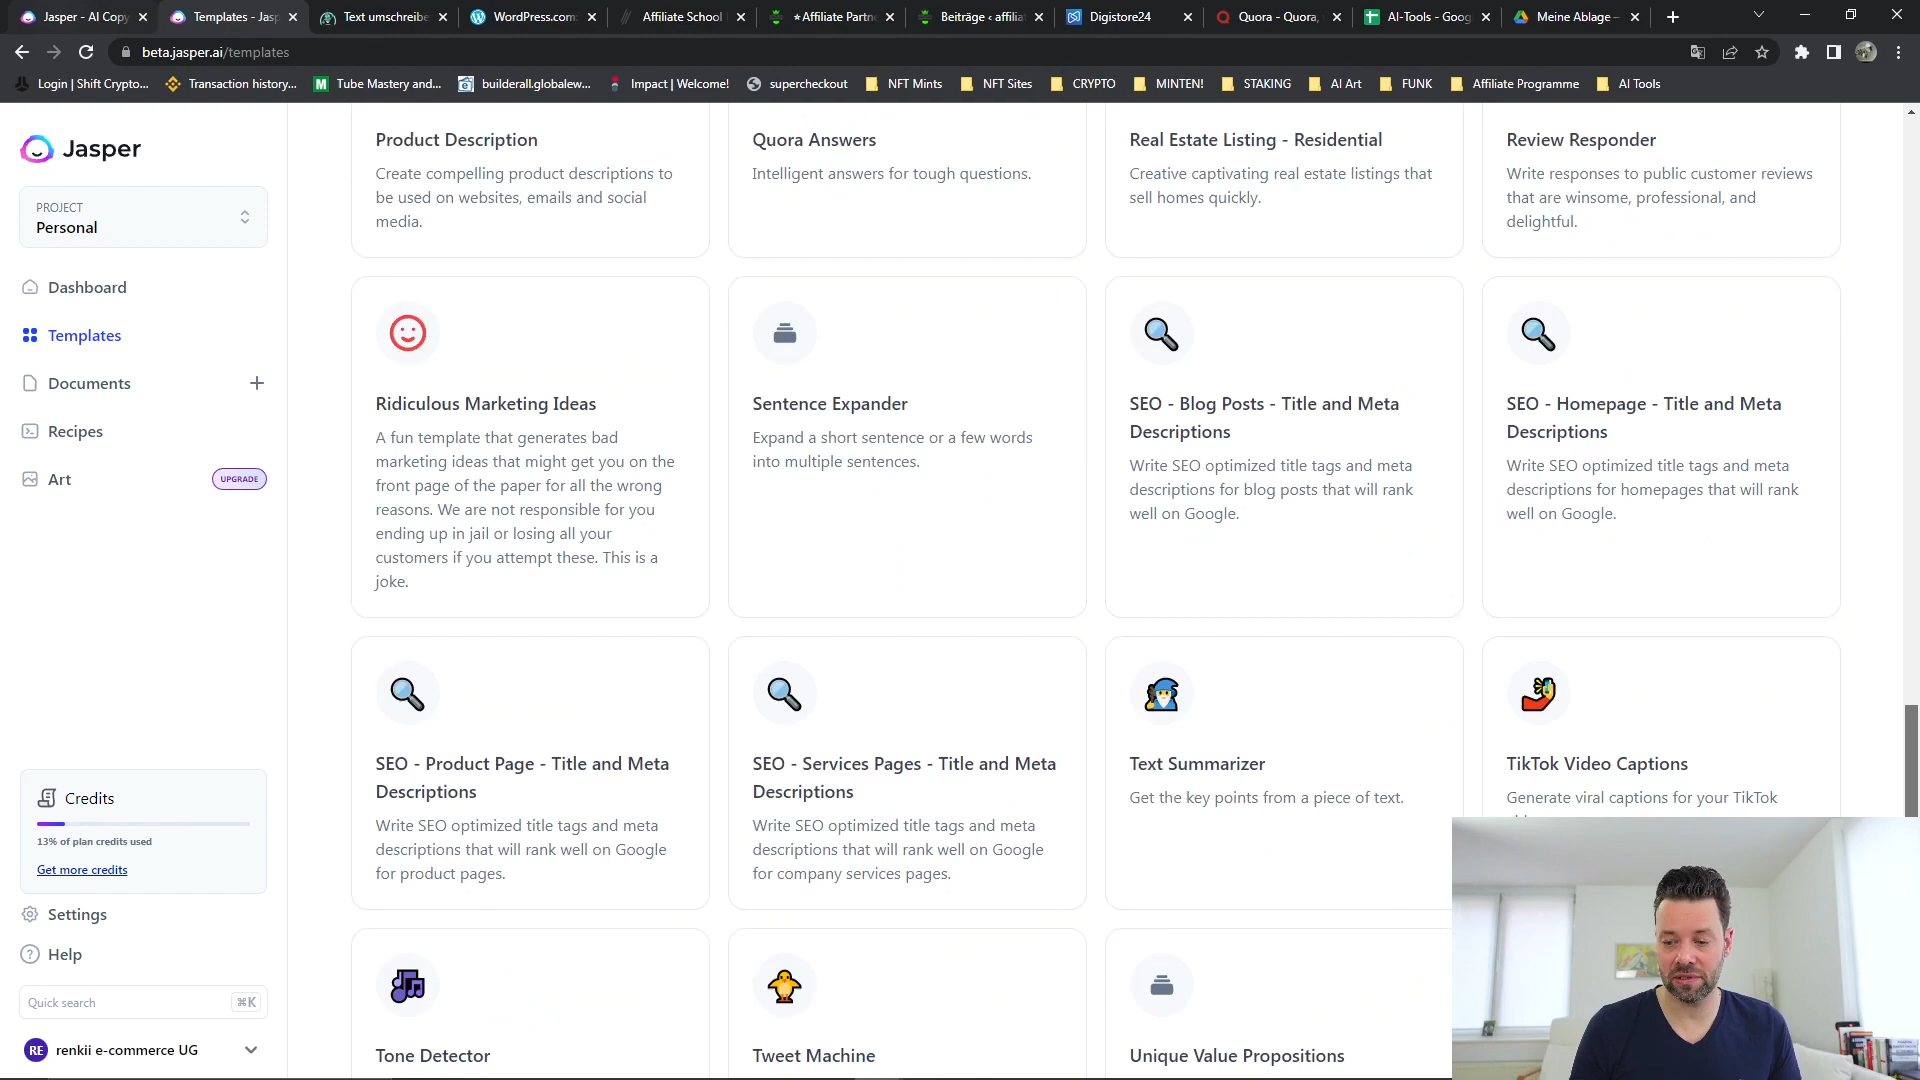 Jasper - AI Copy
Templates - Jasp
Text umschreibe
WordPress.com:
Affiliate School
★Affiliate Partn
Beiträge ‹ affilia
Digistore24
Quora - Quora,
AI-Tools - Goog
Meine Ablage –
beta.jasper.ai/templates
Login | Shift Crypto...
Transaction history...
Tube Mastery and...
builderall.globalew...
Impact | Welcome!
supercheckout
NFT Mints
NFT Sites
CRYPTO
MINTEN!
STAKING
AI Art
FUNK
Affiliate Programme
AI Tools
Jasper
PROJECT
Personal
Dashboard
Templates
Documents
Recipes
Art
UPGRADE
Credits
13% of plan credits used
Get more credits
Settings
Help
Quick search
⌘K
RE
renkii e-commerce UG
Product Description
Create compelling product descriptions to
be used on websites, emails and social
media.
Quora Answers
Intelligent answers for tough questions.
Real Estate Listing - Residential
Creative captivating real estate listings that
sell homes quickly.
Review Responder
Write responses to public customer reviews
that are winsome, professional, and
delightful.
Ridiculous Marketing Ideas
A fun template that generates bad
marketing ideas that might get you on the
front page of the paper for all the wrong
reasons. We are not responsible for you
ending up in jail or losing all your
customers if you attempt these. This is a
joke.
Sentence Expander
Expand a short sentence or a few words
into multiple sentences.
SEO - Blog Posts - Title and Meta
Descriptions
Write SEO optimized title tags and meta
descriptions for blog posts that will rank
well on Google.
SEO - Homepage - Title and Meta
Descriptions
Write SEO optimized title tags and meta
descriptions for homepages that will rank
well on Google.
SEO - Product Page - Title and Meta
Descriptions
Write SEO optimized title tags and meta
descriptions that will rank well on Google
for product pages.
SEO - Services Pages - Title and Meta
Descriptions
Write SEO optimized title tags and meta
descriptions that will rank well on Google
for company services pages.
Text Summarizer
Get the key points from a piece of text.
TikTok Video Captions
Generate viral captions for your TikTok
Tone Detector
Tweet Machine
Unique Value Propositions